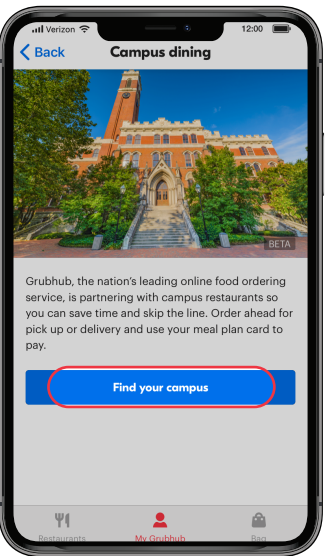 Verizon 12:00
Back Campus dining
BETA
Grubhub, the nation's leading online food ordering
service, is partnering with campus restaurants so
you can save time and skip the line. Order ahead for
pick up or delivery and use your meal plan card to
pay.
Find your campus
Restaurants My Grubhub Bag